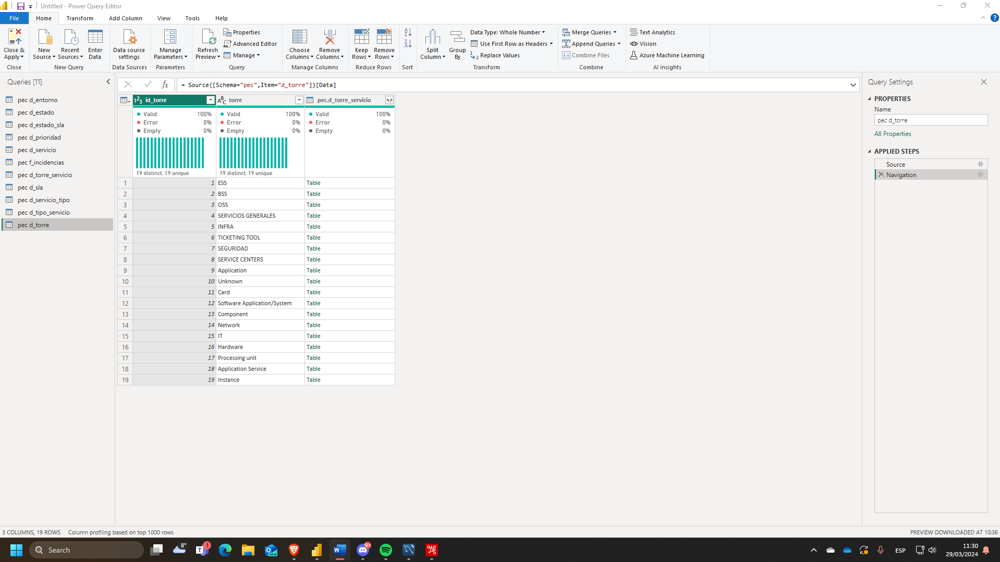 Untitled - Power Query Editor
File Home Transform Add Column View Tools Help
Close & Apply
New Source
Recent Sources
Enter Data
Data source settings
Manage Parameters
Refresh Preview
Properties
Advanced Editor
Manage
Choose Columns
Remove Columns
Keep Rows
Remove Rows
Split Column
Group By
Data Type: Whole Number
Use First Row as Headers
Replace Values
Merge Queries
Append Queries
Combine Files
Text Analytics
Vision
Azure Machine Learning
Close New Query Data Sources Parameters Query Manage Columns Reduce Rows Sort Transform Combine AI Insights
Queries [11]
pec d_entorno
pec d_estado
pec d_estado_sla
pec d_prioridad
pec d_servicio
pec f_incidencias
pec d_torre_servicio
pec d_sla
pec d_servicio_tipo
pec d_tipo_servicio
pec d_torre
fx = Source{[Schema="pec",Item="d_torre"]}[Data]
123 id_torre ABC torre pec.d_torre_servicio
Valid 100% Valid 100% Valid 100%
Error 0% Error 0% Error 0%
Empty 0% Empty 0% Empty 0%
19 distinct, 19 unique 19 distinct, 19 unique
1 1 ESS Table
2 2 BSS Table
3 3 OSS Table
4 4 SERVICIOS GENERALES Table
5 5 INFRA Table
6 6 TICKETING TOOL Table
7 7 SEGURIDAD Table
8 8 SERVICE CENTERS Table
9 9 Application Table
10 10 Unknown Table
11 11 Card Table
12 12 Software Application/System Table
13 13 Component Table
14 14 Network Table
15 15 IT Table
16 16 Hardware Table
17 17 Processing unit Table
18 18 Application Service Table
19 19 Instance Table
Query Settings
PROPERTIES
Name
pec d_torre
All Properties
APPLIED STEPS
Source
Navigation
3 COLUMNS, 19 ROWS Column profiling based on top 1000 rows PREVIEW DOWNLOADED AT 10:36
Search 8° 1 NEW 9+ ESP 11:30
29/03/2024